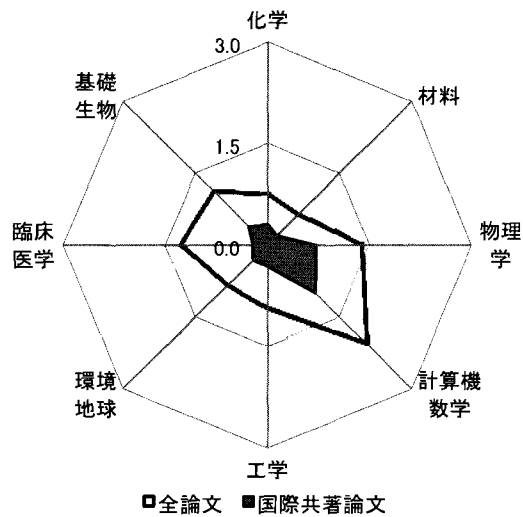 化学
3.0
基礎
生物
材料
1.5
臨床
医学
0.0
物理
学
環境
地球
計算機
数学
工学
全論文 国際共著論文